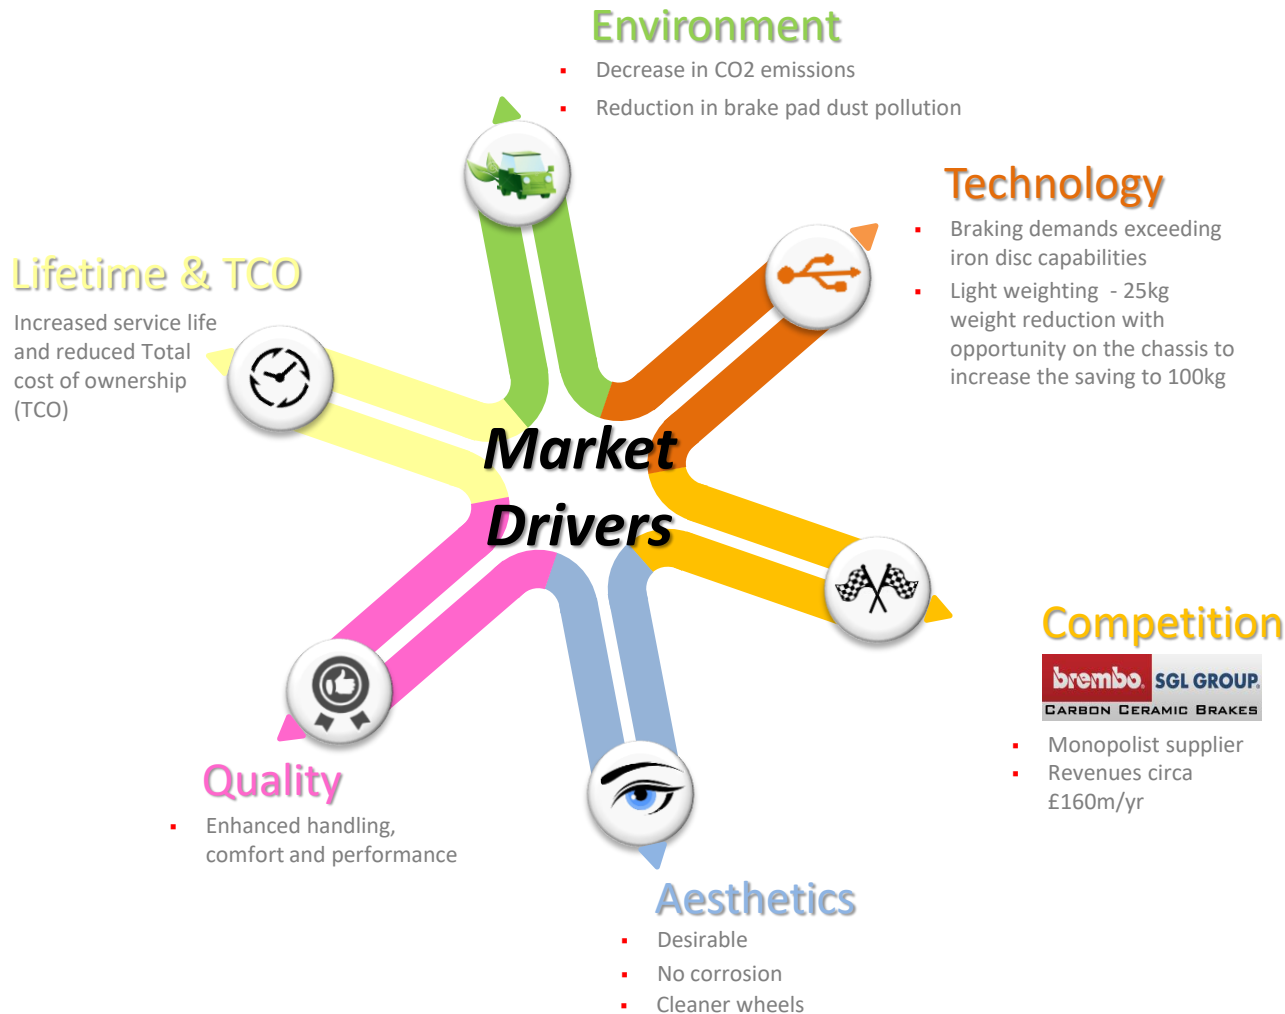 Environment
Decrease in CO2 emissions
Reduction in brake pad dust pollution
Technology
Braking demands exceeding
iron disc capabilities
Light weighting - 25kg
weight reduction with
opportunity on the chassis to
increase the saving to 100kg
Lifetime & TCO
Increased service life
and reduced Total
cost of ownership
(TCO)
Market
Drivers
Competition
brembo. SGL GROUP.
CARBON CERAMIC BRAKES
Monopolist supplier
Revenues circa
£160m/yr
Quality
Enhanced handling,
comfort and performance
Aesthetics
Desirable
No corrosion
Cleaner wheels